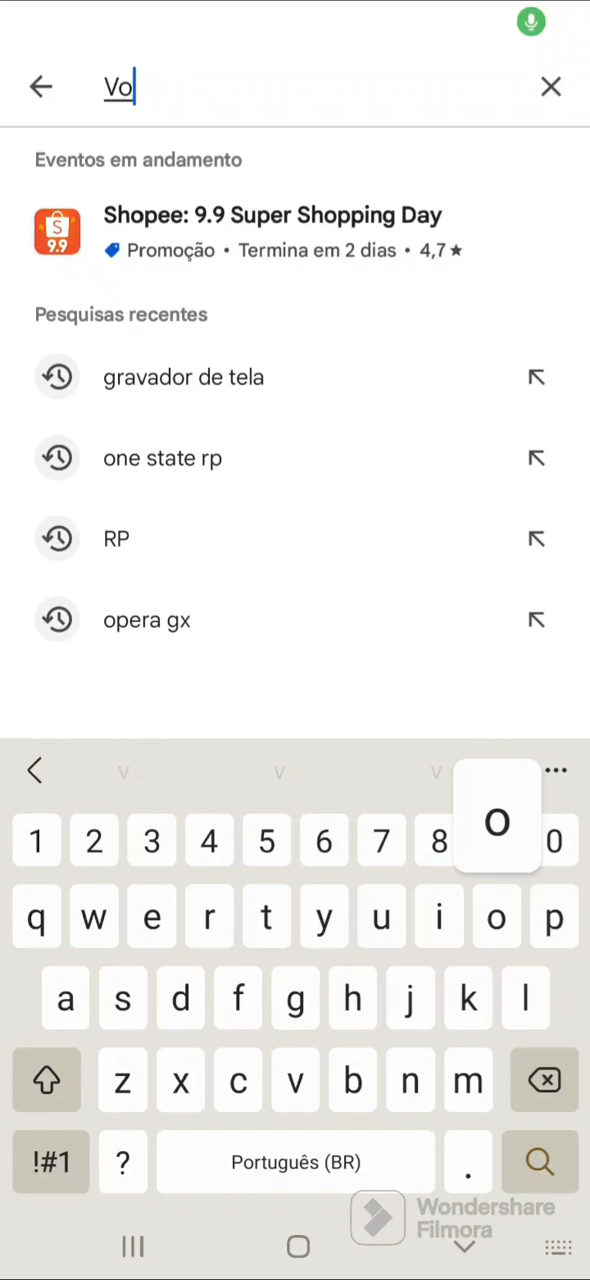 Vo
Eventos em andamento
Shopee: 9.9 Super Shopping Day
Promoção • Termina em 2 dias • 4,7 ★
S
9.9
Pesquisas recentes
gravador de tela
one state rp
RP
opera gx
V V V ...
o
1 2 3 4 5 6 7 8 0
q w e r t y u i o p
a s d f g h j k l
z x c v b n m
!#1 ? Português (BR) .
Wondershare
Filmora